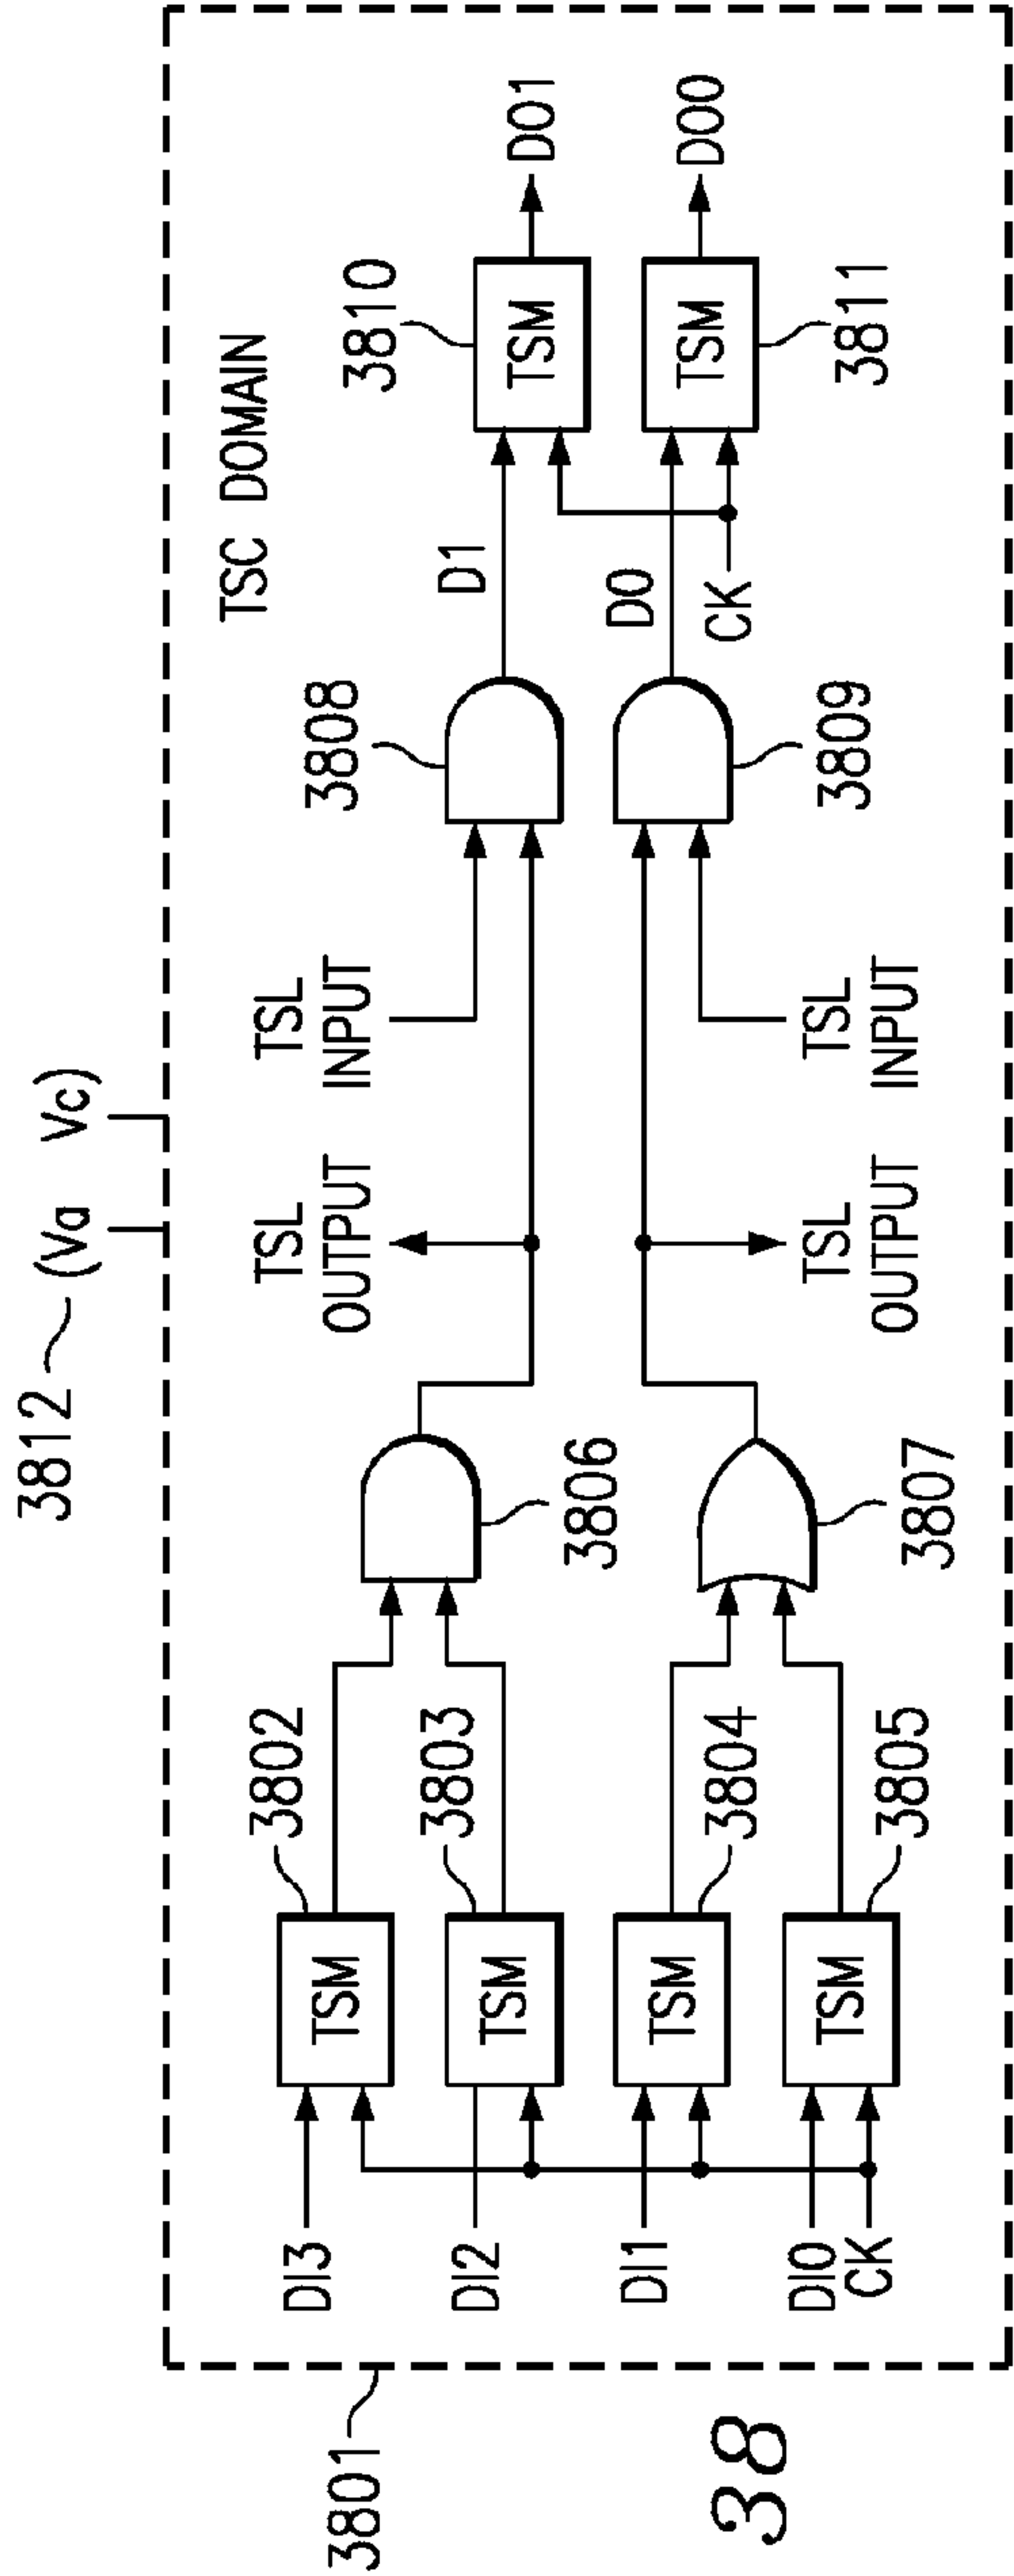 3812 (Va Vc)
TSC DOMAIN
3801
DI3
DI2
DI1
DI0
CK
TSM
3802
TSM
3803
TSM
3804
TSM
3805
3806
3807
TSL
OUTPUT
TSL
OUTPUT
TSL
INPUT
TSL
INPUT
3808
3809
D1
D0
CK
TSM
3810
TSM
3811
DO1
DO0
38